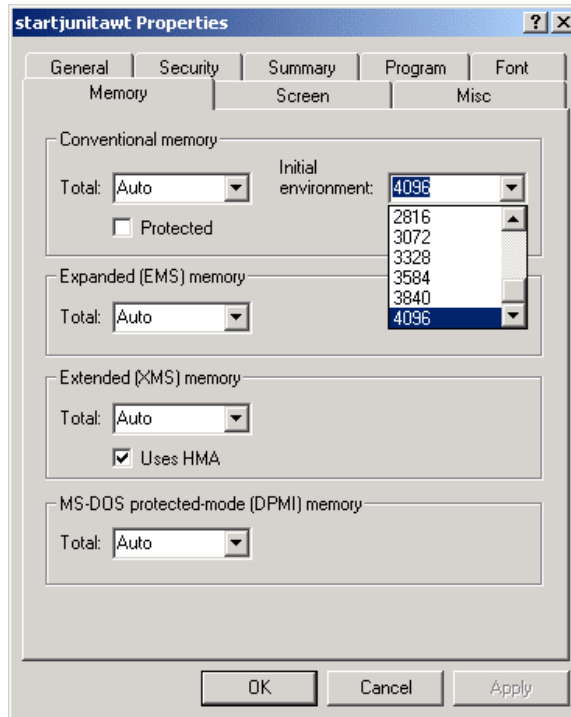 startjunitawt Properties
General Security Summary Program Font
Memory Screen Misc
Conventional memory
Total: Auto Initial environment: 4096
Protected
2816
3072
3328
3584
3840
4096
Expanded (EMS) memory
Total: Auto
Extended (XMS) memory
Total: Auto
Uses HMA
MS-DOS protected-mode (DPMI) memory
Total: Auto
OK Cancel Apply